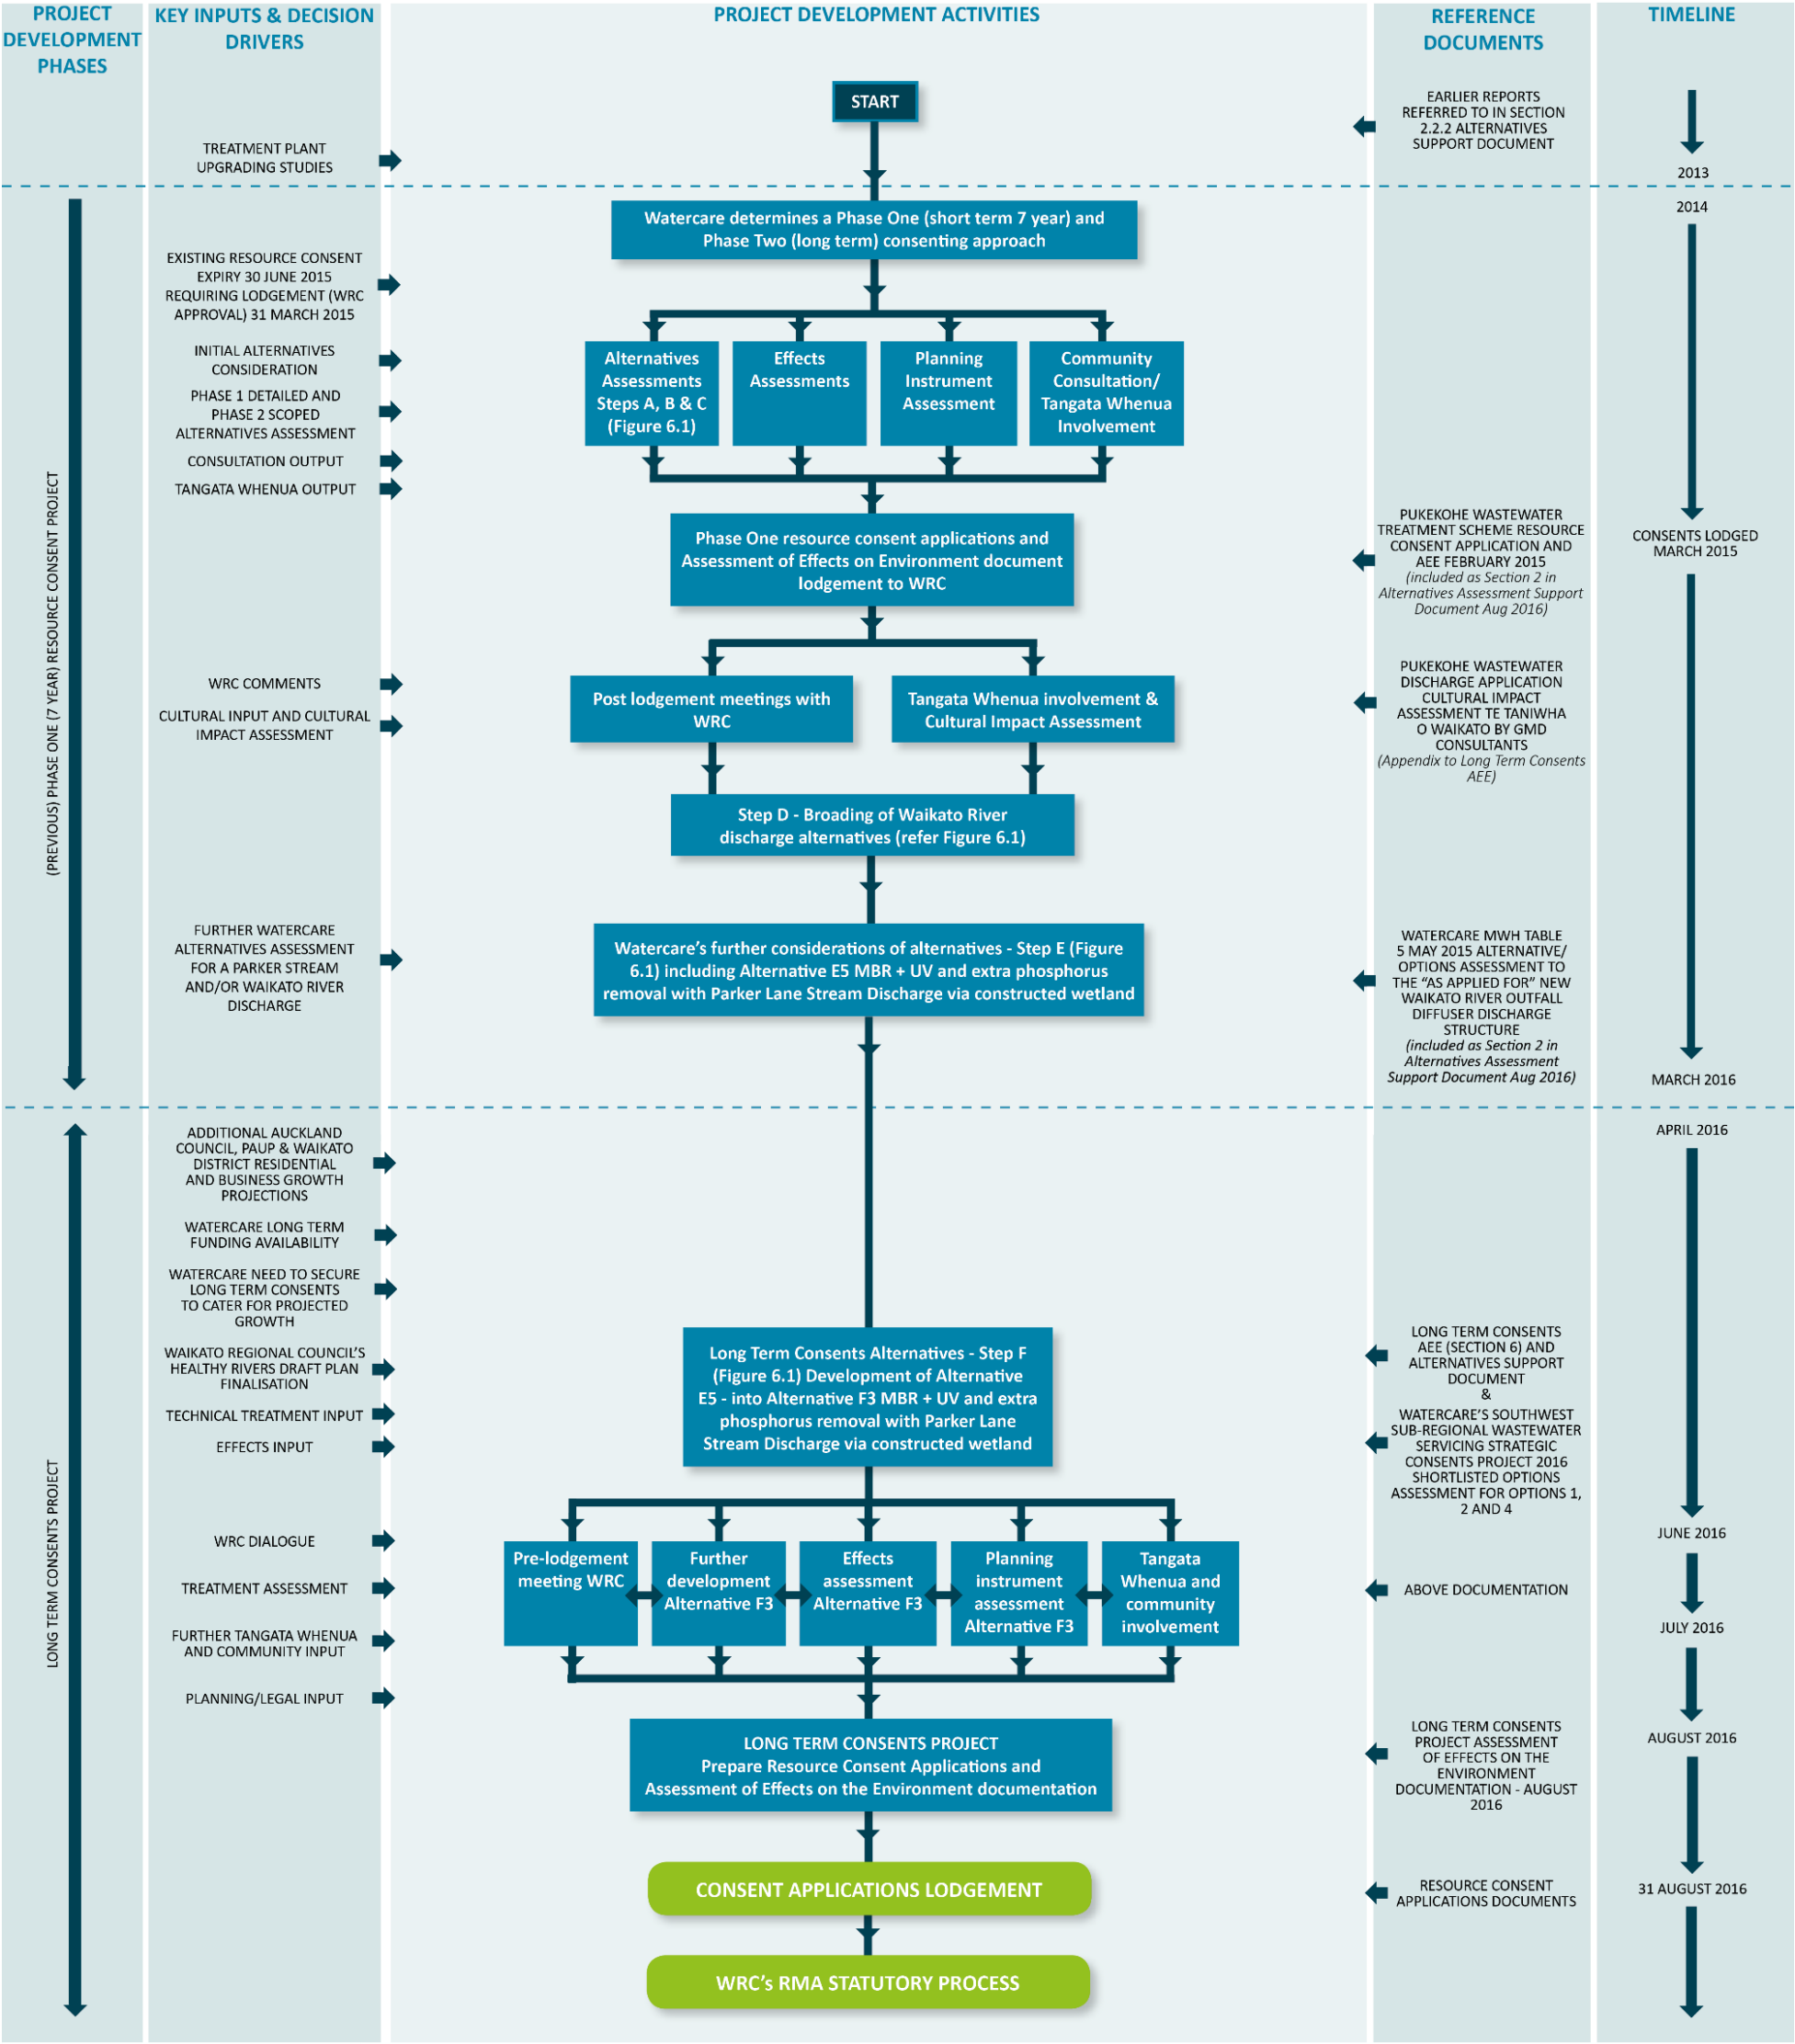 PROJECT
DEVELOPMENT
PHASES
KEY INPUTS & DECISION
DRIVERS
PROJECT DEVELOPMENT ACTIVITIES
REFERENCE
DOCUMENTS
TIMELINE
START
EARLIER REPORTS
REFERRED TO IN SECTION
2.2.2 ALTERNATIVES
SUPPORT DOCUMENT
TREATMENT PLANT
UPGRADING STUDIES
2013
2014
(PREVIOUS) PHASE ONE (7 YEAR) RESOURCE CONSENT PROJECT
Watercare determines a Phase One (short term 7 year) and
Phase Two (long term) consenting approach
EXISTING RESOURCE CONSENT
EXPIRY 30 JUNE 2015
REQUIRING LODGEMENT (WRC
APPROVAL) 31 MARCH 2015
INITIAL ALTERNATIVES
CONSIDERATION
PHASE 1 DETAILED AND
PHASE 2 SCOPED
ALTERNATIVES ASSESSMENT
CONSULTATION OUTPUT
TANGATA WHENUA OUTPUT
Alternatives
Assessments
Steps A, B & C
(Figure 6.1)
Effects
Assessments
Planning
Instrument
Assessment
Community
Consultation/
Tangata Whenua
Involvement
Phase One resource consent applications and
Assessment of Effects on Environment document
lodgement to WRC
PUKEKOHE WASTEWATER
TREATMENT SCHEME RESOURCE
CONSENT APPLICATION AND
AEE FEBRUARY 2015
(included as Section 2 in
Alternatives Assessment Support
Document Aug 2016)
CONSENTS LODGED
MARCH 2015
WRC COMMENTS
CULTURAL INPUT AND CULTURAL
IMPACT ASSESSMENT
Post lodgement meetings with
WRC
Tangata Whenua involvement &
Cultural Impact Assessment
PUKEKOHE WASTEWATER
DISCHARGE APPLICATION
CULTURAL IMPACT
ASSESSMENT TE TANIWHA
O WAIKATO BY GMD
CONSULTANTS
(Appendix to Long Term Consents
AEE)
Step D - Broading of Waikato River
discharge alternatives (refer Figure 6.1)
FURTHER WATERCARE
ALTERNATIVES ASSESSMENT
FOR A PARKER STREAM
AND/OR WAIKATO RIVER
DISCHARGE
Watercare's further considerations of alternatives - Step E (Figure
6.1) including Alternative E5 MBR + UV and extra phosphorus
removal with Parker Lane Stream Discharge via constructed wetland
WATERCARE MWH TABLE
5 MAY 2015 ALTERNATIVE/
OPTIONS ASSESSMENT TO
THE “AS APPLIED FOR” NEW
WAIKATO RIVER OUTFALL
DIFFUSER DISCHARGE
STRUCTURE
(included as Section 2 in
Alternatives Assessment
Support Document Aug 2016)
MARCH 2016
APRIL 2016
LONG TERM CONSENTS PROJECT
ADDITIONAL AUCKLAND
COUNCIL, PAUP & WAIKATO
DISTRICT RESIDENTIAL
AND BUSINESS GROWTH
PROJECTIONS
WATERCARE LONG TERM
FUNDING AVAILABILITY
WATERCARE NEED TO SECURE
LONG TERM CONSENTS
TO CATER FOR PROJECTED
GROWTH
WAIKATO REGIONAL COUNCIL'S
HEALTHY RIVERS DRAFT PLAN
FINALISATION
TECHNICAL TREATMENT INPUT
EFFECTS INPUT
Long Term Consents Alternatives - Step F
(Figure 6.1) Development of Alternative
E5 - into Alternative F3 MBR + UV and extra
phosphorus removal with Parker Lane
Stream Discharge via constructed wetland
LONG TERM CONSENTS
AEE (SECTION 6) AND
ALTERNATIVES SUPPORT
DOCUMENT
&
WATERCARE'S SOUTHWEST
SUB-REGIONAL WASTEWATER
SERVICING STRATEGIC
CONSENTS PROJECT 2016
SHORTLISTED OPTIONS
ASSESSMENT FOR OPTIONS 1,
2 AND 4
JUNE 2016
WRC DIALOGUE
TREATMENT ASSESSMENT
FURTHER TANGATA WHENUA
AND COMMUNITY INPUT
PLANNING/LEGAL INPUT
Pre-lodgement
meeting WRC
Further
development
Alternative F3
Effects
assessment
Alternative F3
Planning
instrument
assessment
Alternative F3
Tangata
Whenua and
community
involvement
ABOVE DOCUMENTATION
JULY 2016
LONG TERM CONSENTS PROJECT
Prepare Resource Consent Applications and
Assessment of Effects on the Environment documentation
LONG TERM CONSENTS
PROJECT ASSESSMENT
OF EFFECTS ON THE
ENVIRONMENT
DOCUMENTATION - AUGUST
2016
AUGUST 2016
CONSENT APPLICATIONS LODGEMENT
RESOURCE CONSENT
APPLICATIONS DOCUMENTS
31 AUGUST 2016
WRC's RMA STATUTORY PROCESS